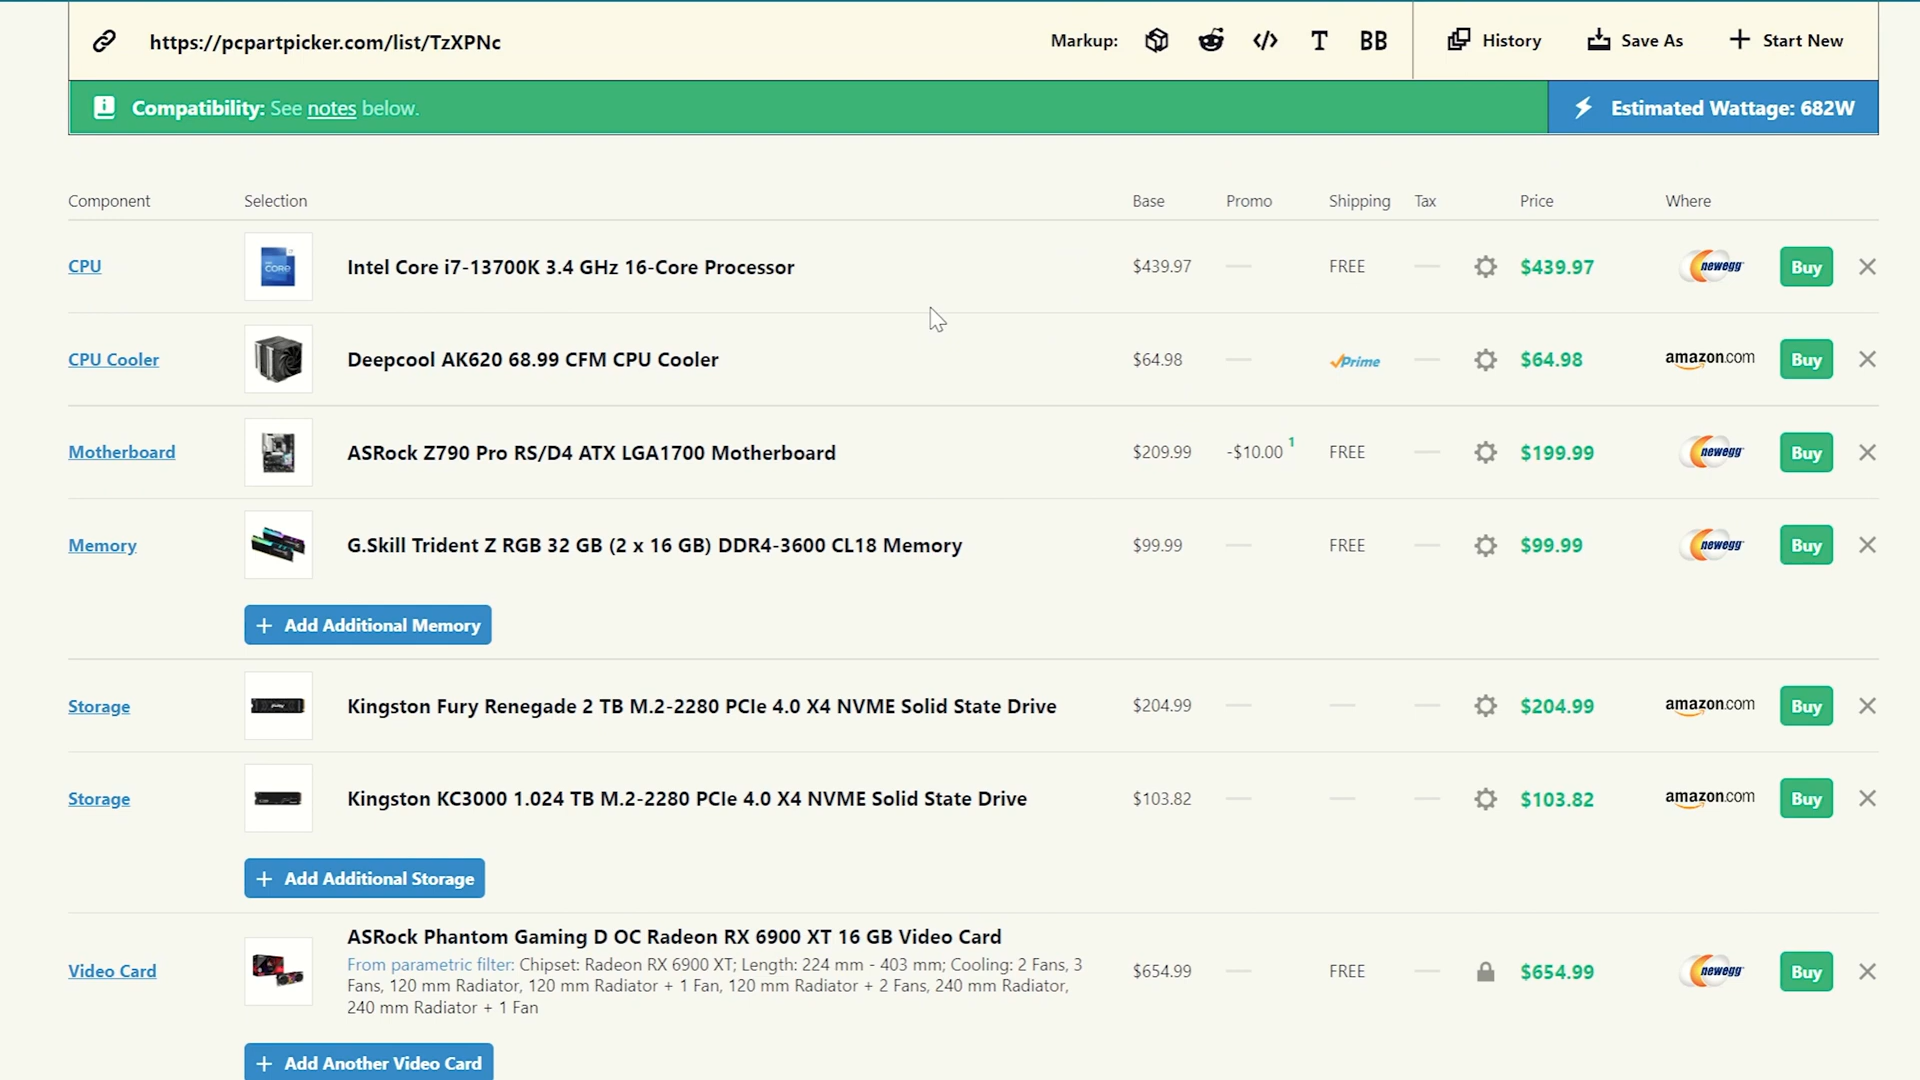 https://pcpartpicker.com/list/TzXPNc Markup: T BB History Save As Start New
Compatibility: See notes below. Estimated Wattage: 682W
Component Selection Base Promo Shipping Tax Price Where
CPU Intel Core i7-13700K 3.4 GHz 16-Core Processor $439.97 — FREE — $439.97 newegg Buy
CPU Cooler Deepcool AK620 68.99 CFM CPU Cooler $64.98 — Prime — $64.98 amazon.com Buy
Motherboard ASRock Z790 Pro RS/D4 ATX LGA1700 Motherboard $209.99 -$10.00 1 FREE — $199.99 newegg Buy
Memory G.Skill Trident Z RGB 32 GB (2 x 16 GB) DDR4-3600 CL18 Memory $99.99 — FREE — $99.99 newegg Buy
+ Add Additional Memory
Storage Kingston Fury Renegade 2 TB M.2-2280 PCIe 4.0 X4 NVME Solid State Drive $204.99 — — — $204.99 amazon.com Buy
Storage Kingston KC3000 1.024 TB M.2-2280 PCIe 4.0 X4 NVME Solid State Drive $103.82 — — — $103.82 amazon.com Buy
+ Add Additional Storage
ASRock Phantom Gaming D OC Radeon RX 6900 XT 16 GB Video Card
From parametric filter: Chipset: Radeon RX 6900 XT; Length: 224 mm - 403 mm; Cooling: 2 Fans, 3
Video Card Fans, 120 mm Radiator, 120 mm Radiator + 1 Fan, 120 mm Radiator + 2 Fans, 240 mm Radiator, $654.99 — FREE — $654.99 newegg Buy
240 mm Radiator + 1 Fan
+ Add Another Video Card